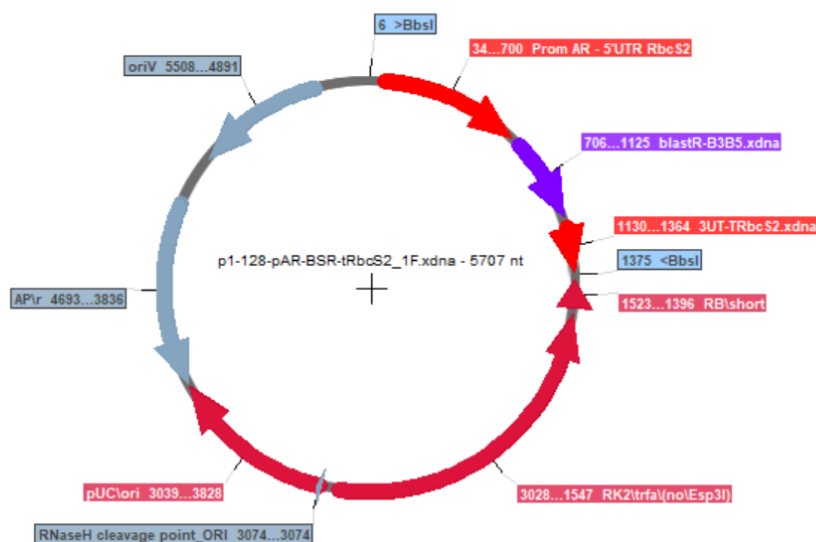 6 >BbsI
34...700 Prom AR - 5'UTR RbcS2
oriV 5508...4891
706...1125 blastR-B3B5.xdna
1130...1364 3UT-TRbcS2.xdna
p1-128-pAR-BSR-tRbcS2_1F.xdna - 5707 nt
1375 <BbsI
AP\r 4693...3836
1523...1396 RB\short
pUC\ori 3039...3828
3028...1547 RK2\trfa\(no\Esp3I)
RNaseH cleavage point_ORI 3074...3074